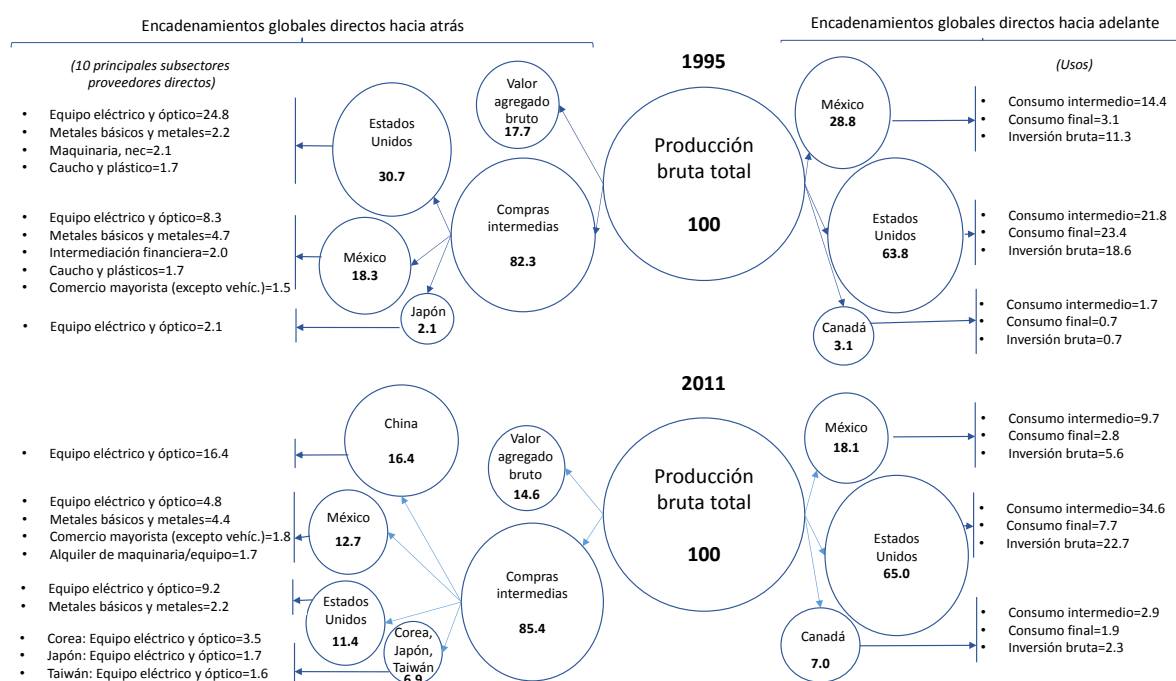 Encadenamientos globales directos hacia atrás
Encadenamientos globales directos hacia adelante
1995
(10 principales subsectores
proveedores directos)
• Equipo eléctrico y óptico=24.8
• Metales básicos y metales=2.2
• Maquinaria, nec=2.1
• Caucho y plástico=1.7
• Equipo eléctrico y óptico=8.3
• Metales básicos y metales=4.7
• Intermediación financiera=2.0
• Caucho y plásticos=1.7
• Comercio mayorista (excepto vehíc.)=1.5
• Equipo eléctrico y óptico=2.1
Estados
Unidos
30.7
México
18.3
Japón
2.1
Valor
agregado
bruto
17.7
Compras
intermedias
82.3
Producción
bruta total
100
México
28.8
Estados
Unidos
63.8
Canadá
3.1
(Usos)
• Consumo intermedio=14.4
• Consumo final=3.1
• Inversión bruta=11.3
• Consumo intermedio=21.8
• Consumo final=23.4
• Inversión bruta=18.6
• Consumo intermedio=1.7
• Consumo final=0.7
• Inversión bruta=0.7
2011
• Equipo eléctrico y óptico=16.4
• Equipo eléctrico y óptico=4.8
• Metales básicos y metales=4.4
• Comercio mayorista (excepto vehíc.)=1.8
• Alquiler de maquinaria/equipo=1.7
• Equipo eléctrico y óptico=9.2
• Metales básicos y metales=2.2
• Corea: Equipo eléctrico y óptico=3.5
• Japón: Equipo eléctrico y óptico=1.7
• Taiwán: Equipo eléctrico y óptico=1.6
China
16.4
México
12.7
Estados
Unidos
11.4
Corea,
Japón,
Taiwán
6.9
Valor
agregado
bruto
14.6
Compras
intermedias
85.4
Producción
bruta total
100
México
18.1
Estados
Unidos
65.0
Canadá
7.0
• Consumo intermedio=9.7
• Consumo final=2.8
• Inversión bruta=5.6
• Consumo intermedio=34.6
• Consumo final=7.7
• Inversión bruta=22.7
• Consumo intermedio=2.9
• Consumo final=1.9
• Inversión bruta=2.3